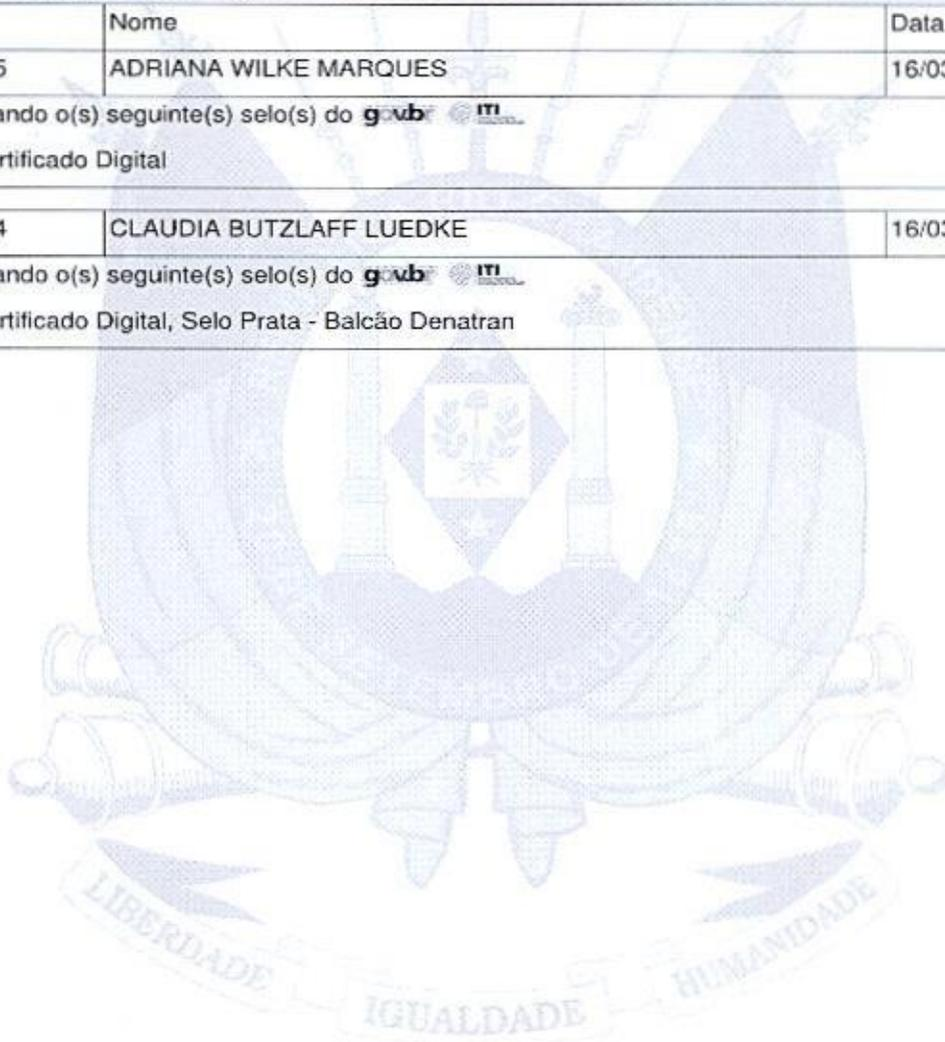 Nome Data
5 ADRIANA WILKE MARQUES 16/03
ando o(s) seguinte(s) selo(s) do gov.br ITI
rtificado Digital
4 CLAUDIA BUTZLAFF LUEDKE 16/03
ando o(s) seguinte(s) selo(s) do gov.br ITI
rtificado Digital, Selo Prata - Balcão Denatran
LIBERDADE IGUALDADE HUMANIDADE